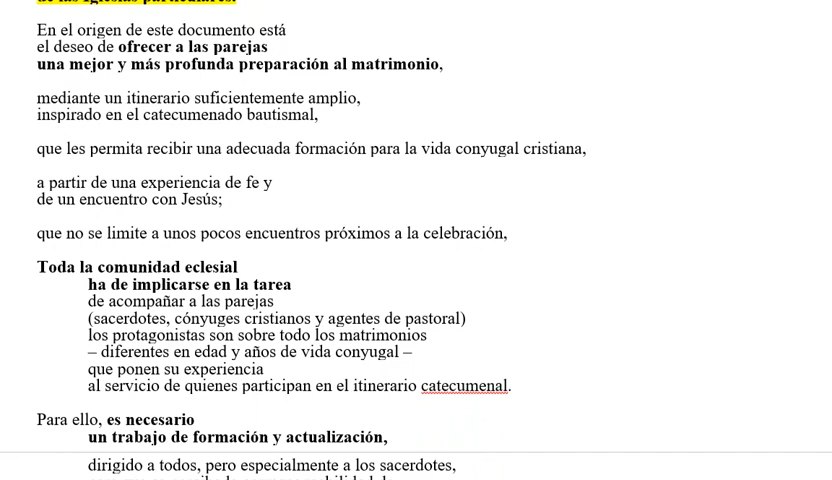 de las Iglesias particulares.
En el origen de este documento está
el deseo de ofrecer a las parejas
una mejor y más profunda preparación al matrimonio,
mediante un itinerario suficientemente amplio,
inspirado en el catecumenado bautismal,
que les permita recibir una adecuada formación para la vida conyugal cristiana,
a partir de una experiencia de fe y
de un encuentro con Jesús;
que no se limite a unos pocos encuentros próximos a la celebración,
Toda la comunidad eclesial
ha de implicarse en la tarea
de acompañar a las parejas
(sacerdotes, cónyuges cristianos y agentes de pastoral)
los protagonistas son sobre todo los matrimonios
– diferentes en edad y años de vida conyugal –
que ponen su experiencia
al servicio de quienes participan en el itinerario catecumenal.
Para ello, es necesario
un trabajo de formación y actualización,
dirigido a todos, pero especialmente a los sacerdotes,